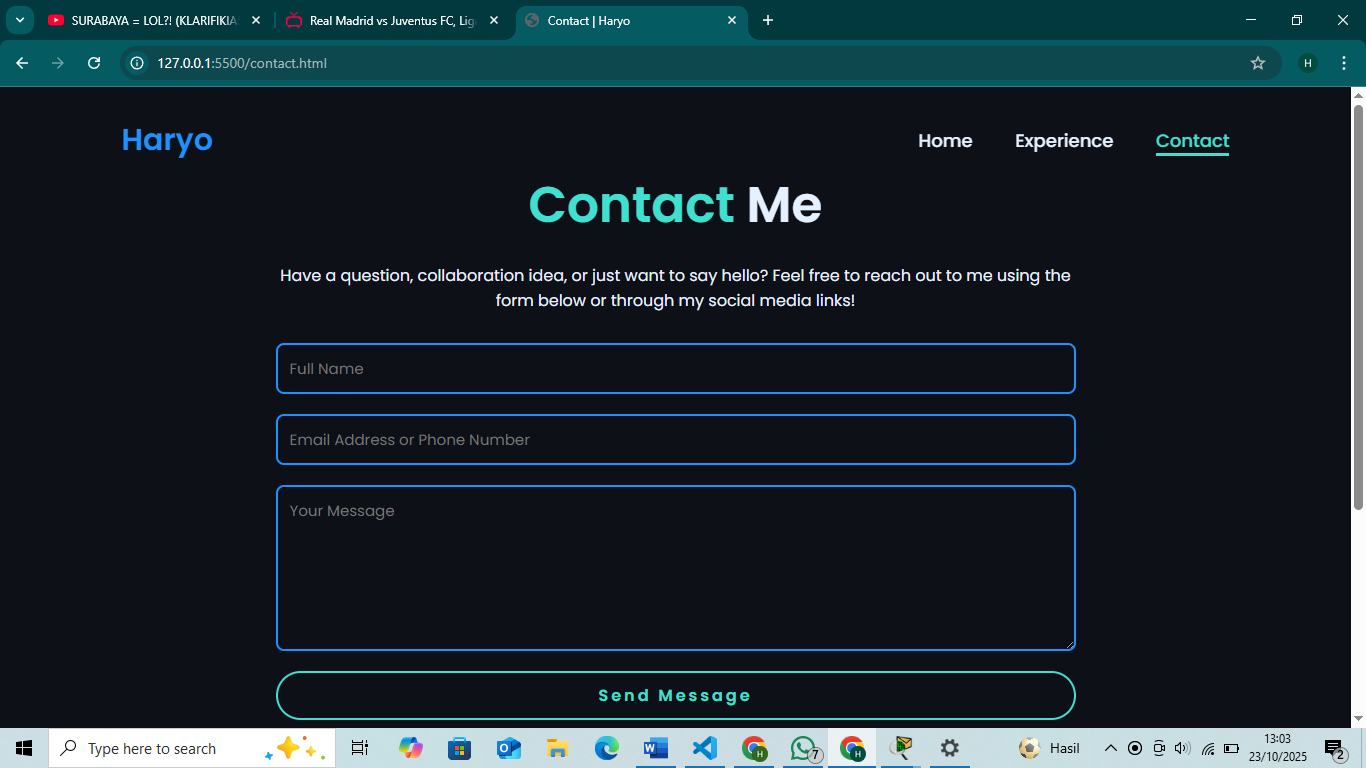 SURABAYA = LOL?! (KLARIFIKIA
Real Madrid vs Juventus FC, Lig
Contact | Haryo
127.0.0.1:5500/contact.html
H
Haryo
Home
Experience
Contact
Contact Me
Have a question, collaboration idea, or just want to say hello? Feel free to reach out to me using the
form below or through my social media links!
Full Name
Email Address or Phone Number
Your Message
Send Message
Type here to search
W
H
7
H
Hasil
13:03
23/10/2025
2